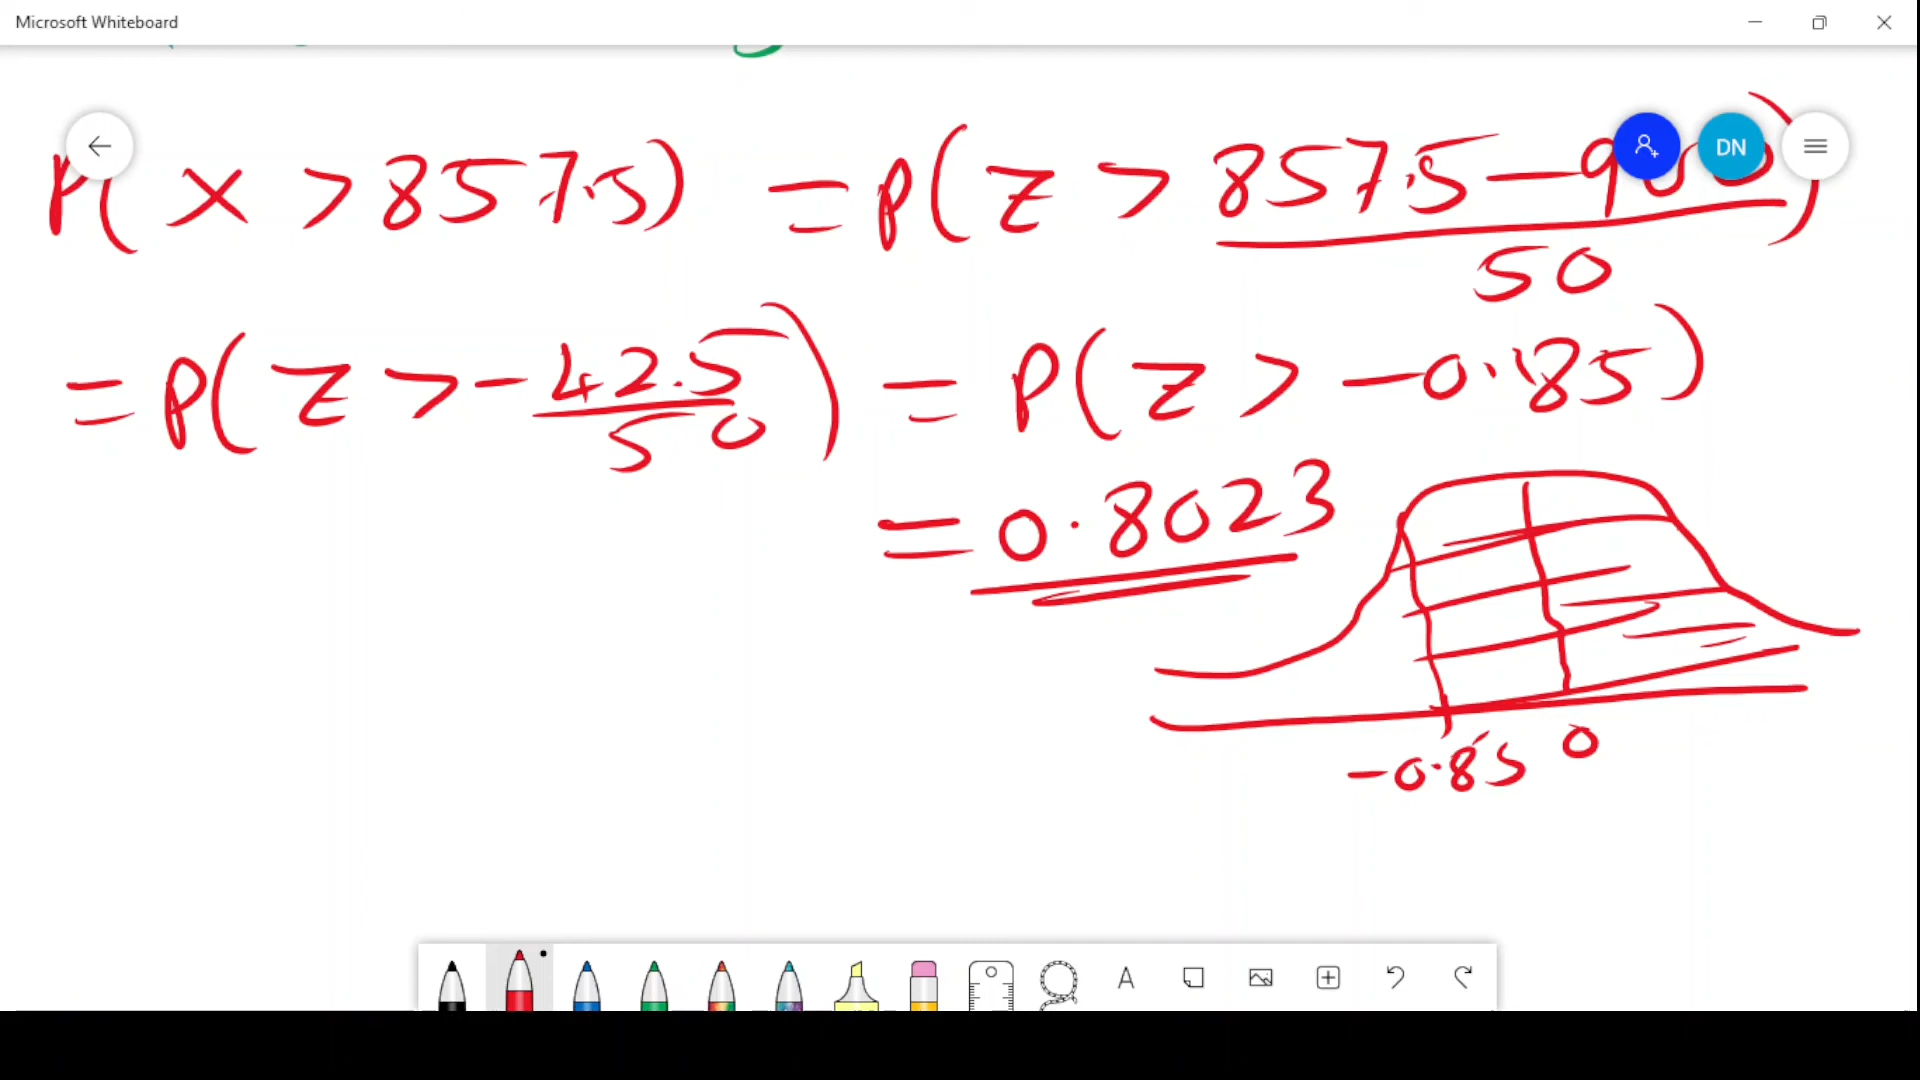 Microsoft Whiteboard
P( x > 857.5) = P( Z > (857.5 - 900)/50 )
DN
= P( Z > -42.5/50 ) = P( Z > -0.85 )
= 0.8023
-0.85 0
A